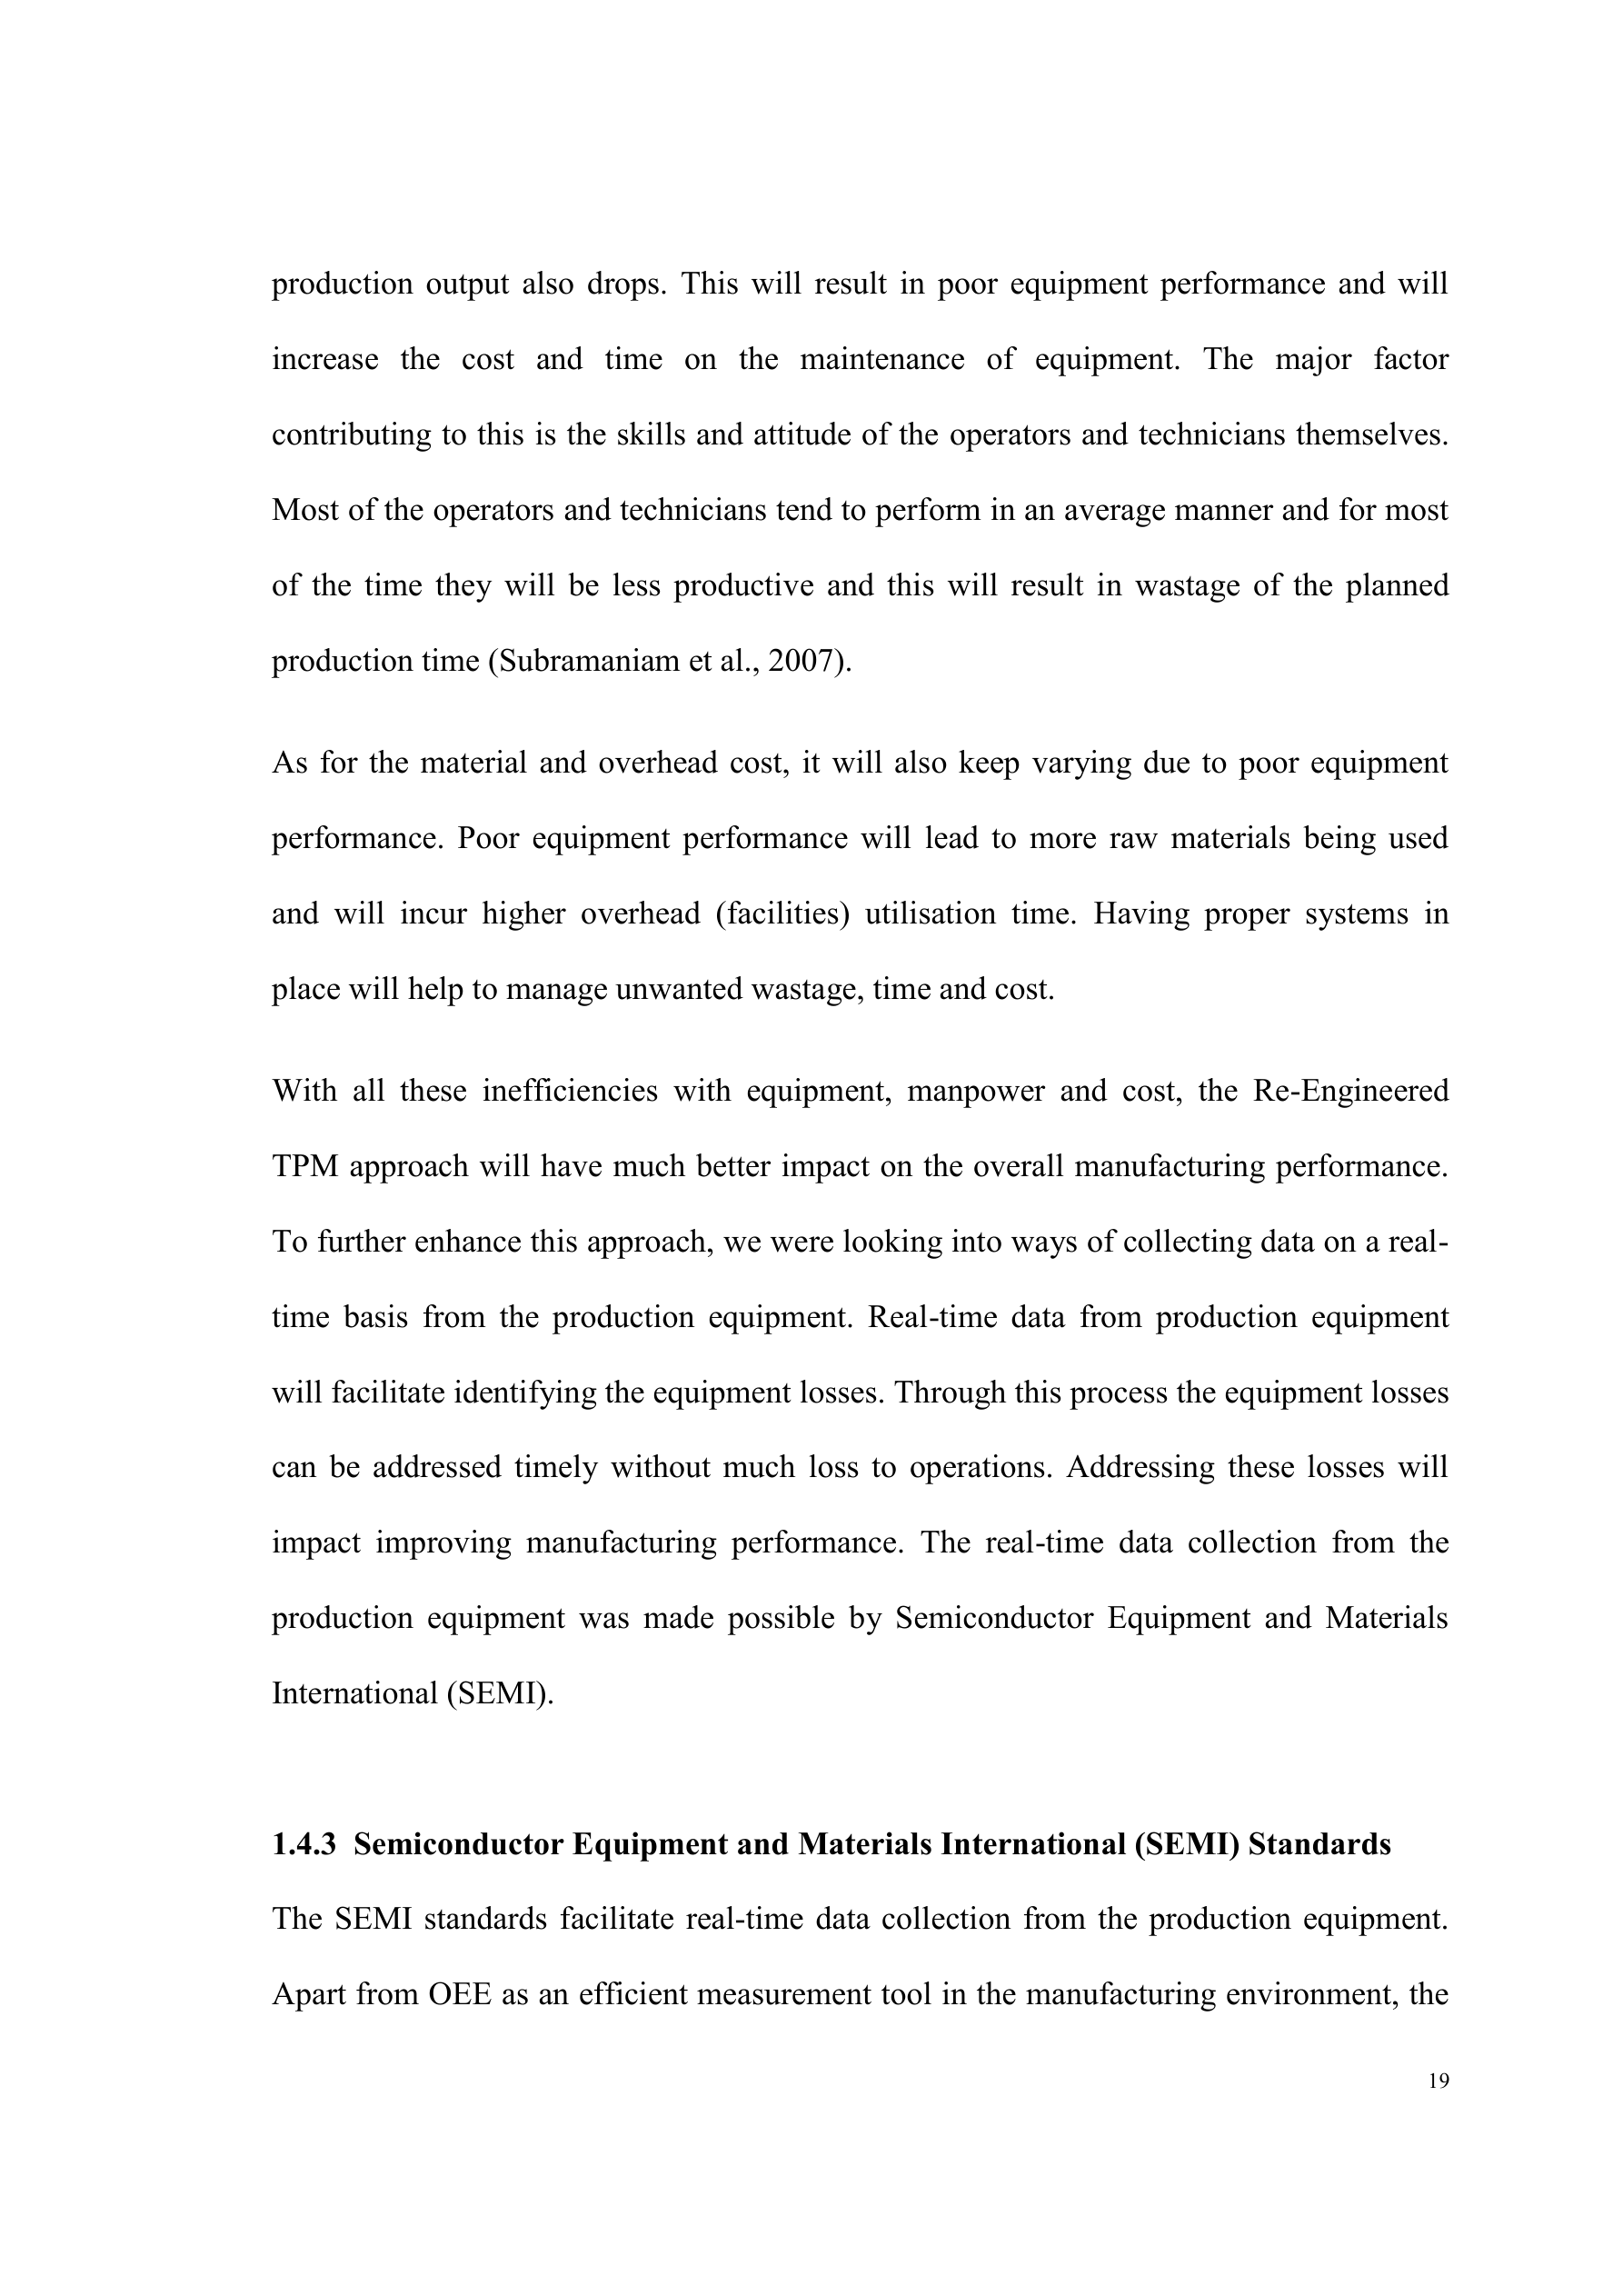 production output also drops. This will result in poor equipment performance and will
increase the cost and time on the maintenance of equipment. The major factor
contributing to this is the skills and attitude of the operators and technicians themselves.
Most of the operators and technicians tend to perform in an average manner and for most
of the time they will be less productive and this will result in wastage of the planned
production time (Subramaniam et al., 2007).
As for the material and overhead cost, it will also keep varying due to poor equipment
performance. Poor equipment performance will lead to more raw materials being used
and will incur higher overhead (facilities) utilisation time. Having proper systems in
place will help to manage unwanted wastage, time and cost.
With all these inefficiencies with equipment, manpower and cost, the Re-Engineered
TPM approach will have much better impact on the overall manufacturing performance.
To further enhance this approach, we were looking into ways of collecting data on a real-
time basis from the production equipment. Real-time data from production equipment
will facilitate identifying the equipment losses. Through this process the equipment losses
can be addressed timely without much loss to operations. Addressing these losses will
impact improving manufacturing performance. The real-time data collection from the
production equipment was made possible by Semiconductor Equipment and Materials
International (SEMI).
1.4.3 Semiconductor Equipment and Materials International (SEMI) Standards
The SEMI standards facilitate real-time data collection from the production equipment.
Apart from OEE as an efficient measurement tool in the manufacturing environment, the
19